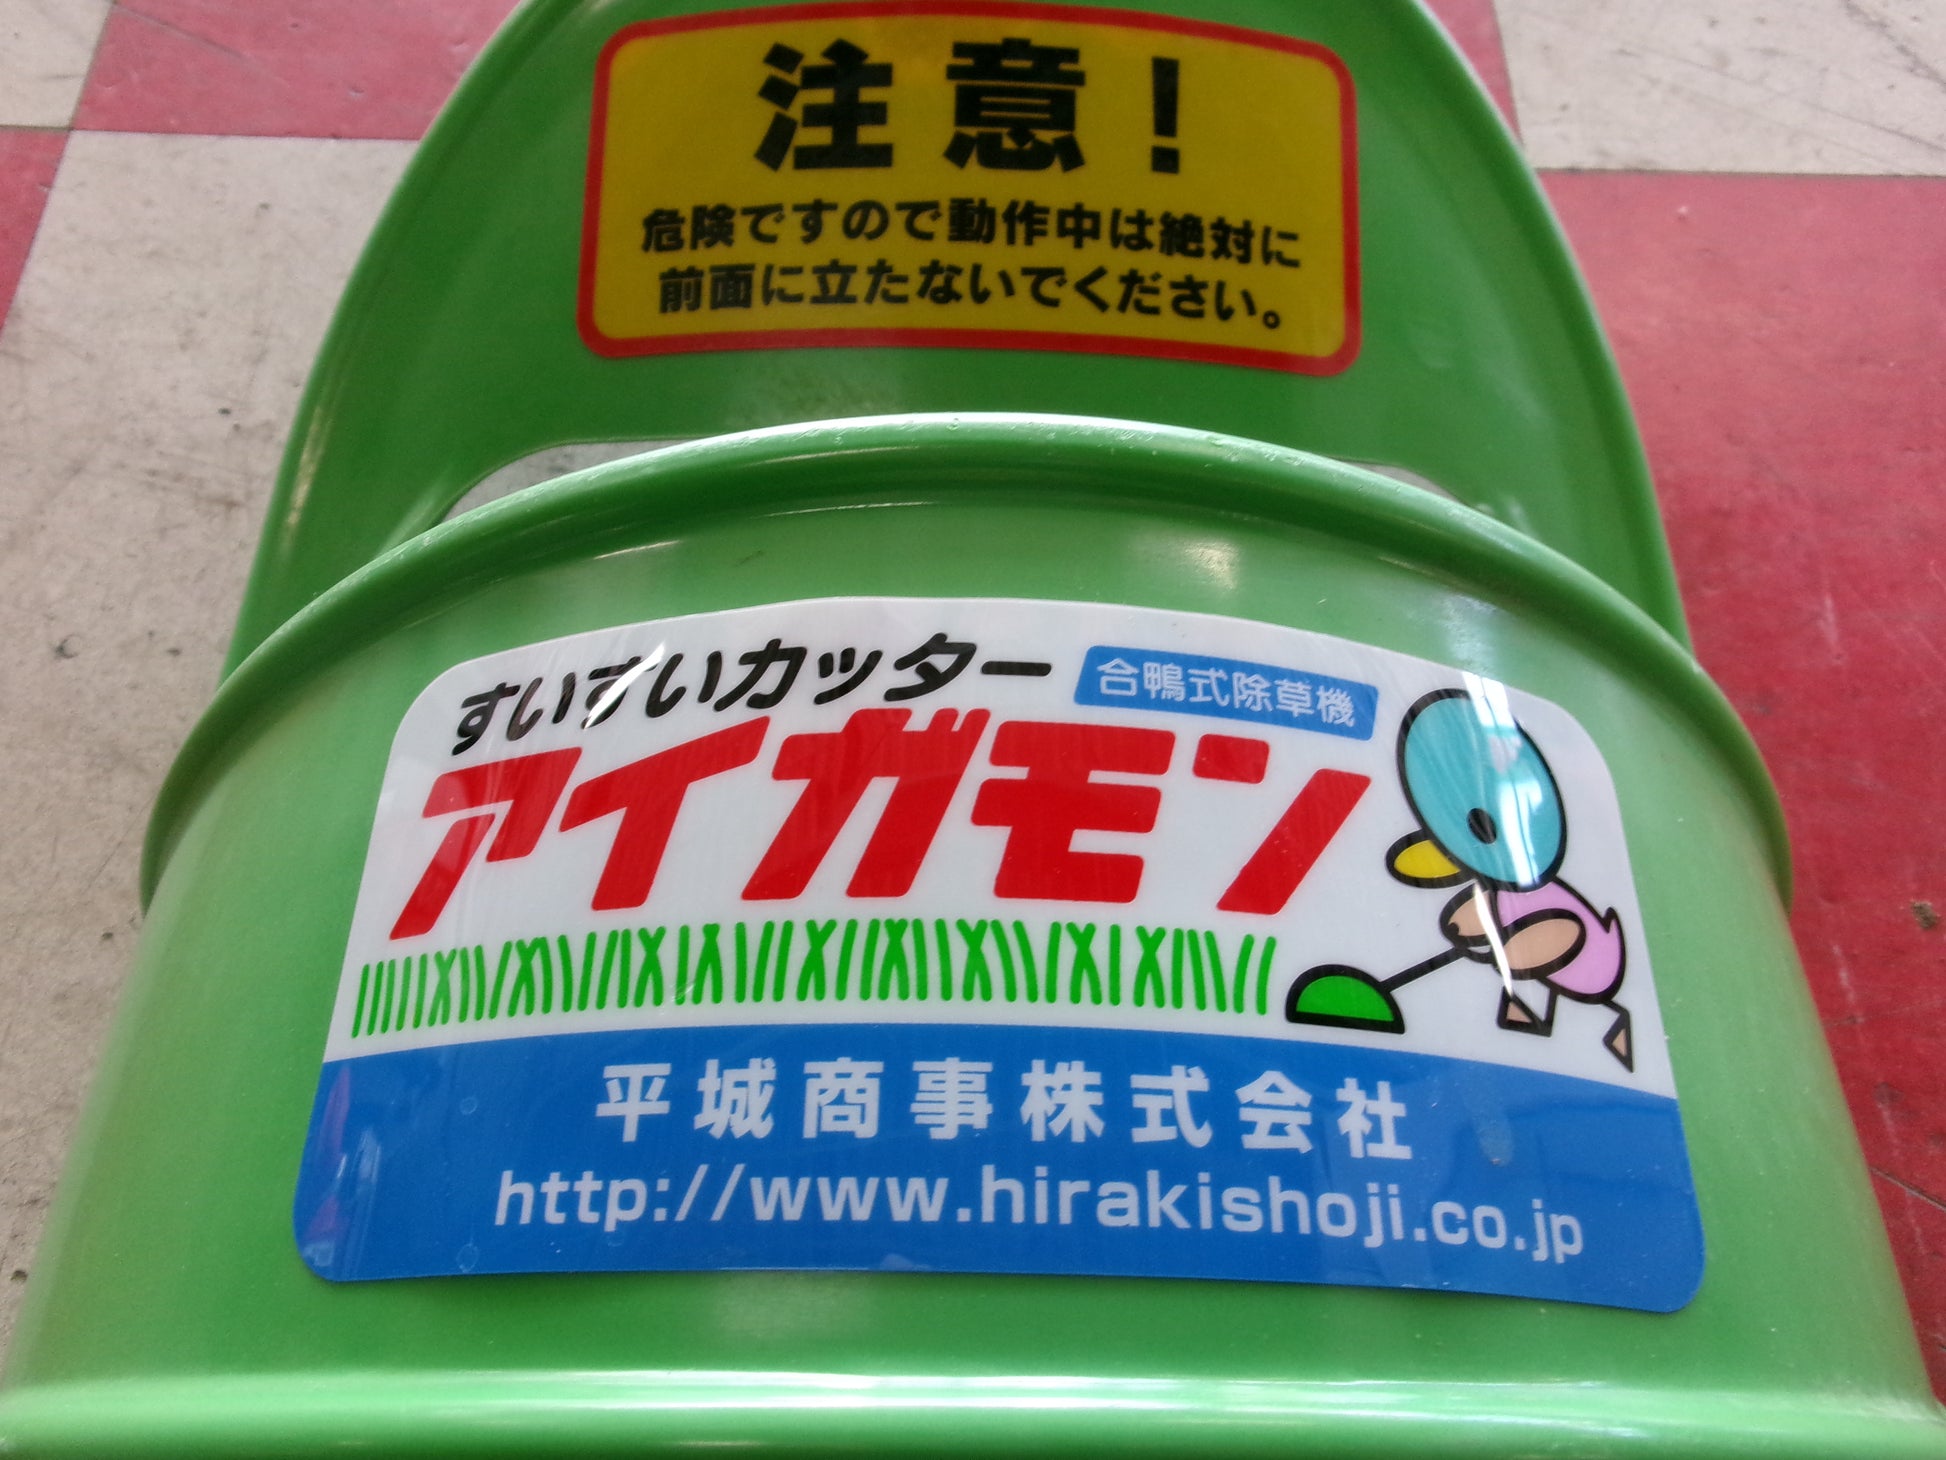 注意!
危険ですので動作中は絶対に
前面に立たないでください。
すいすいカッター
合鴨式除草機
アイガモン
平城商事株式会社
http://www.hirakishoji.co.jp